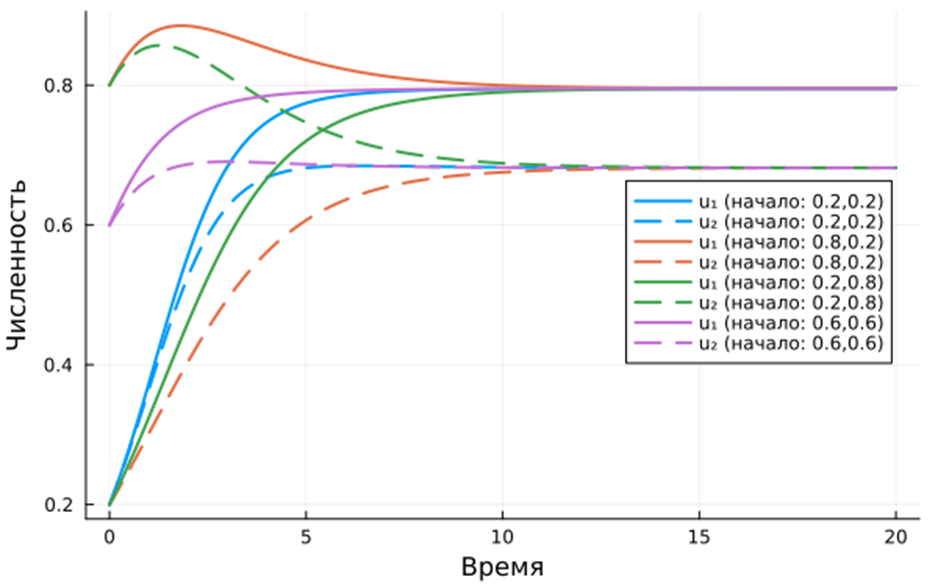 0.8
0.6
0.4
0.2
Численность
u₁ (начало: 0.2,0.2)
u₂ (начало: 0.2,0.2)
u₁ (начало: 0.8,0.2)
u₂ (начало: 0.8,0.2)
u₁ (начало: 0.2,0.8)
u₂ (начало: 0.2,0.8)
u₁ (начало: 0.6,0.6)
u₂ (начало: 0.6,0.6)
0 5 10 15 20
Время